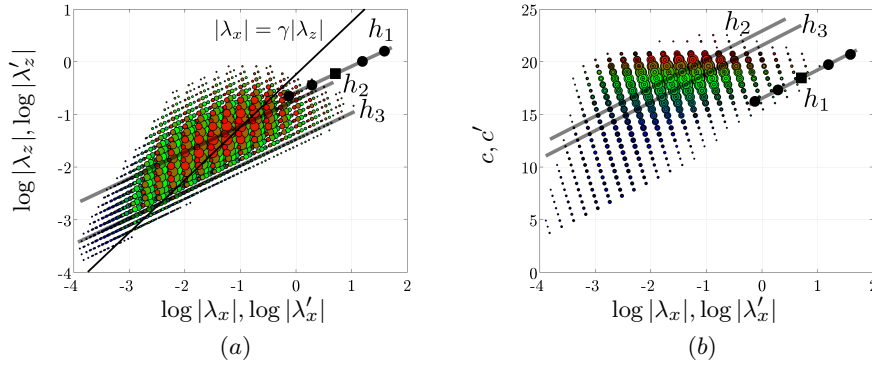 1
0
-1
-2
-3
-4
-4 -3 -2 -1 0 1 2
log |λ_z|, log |λ′_z|
log |λ_x|, log |λ′_x|
|λ_x| = γ|λ_z|
h_1
h_2
h_3
(a)
25
20
15
10
5
0
-4 -3 -2 -1 0 1 2
c, c′
log |λ_x|, log |λ′_x|
h_2
h_3
h_1
(b)